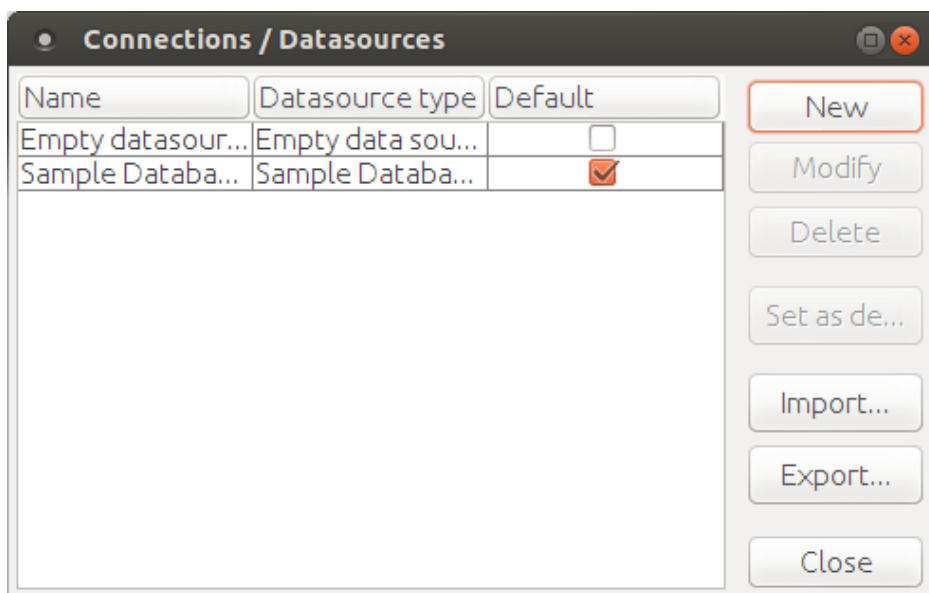 Connections / Datasources
Name Datasource type Default
Empty datasour... Empty data sou...
Sample Databa... Sample Databa...
New
Modify
Delete
Set as de...
Import...
Export...
Close